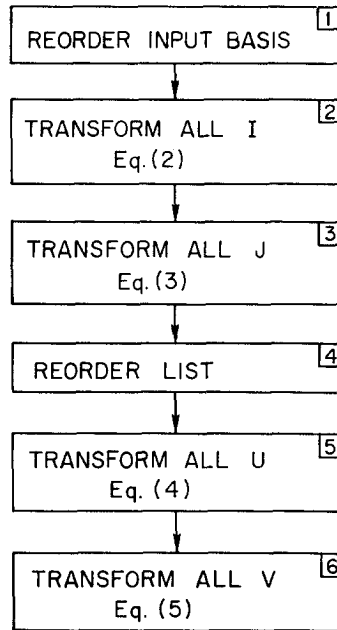 1
REORDER INPUT BASIS
2
TRANSFORM ALL I
Eq. (2)
3
TRANSFORM ALL J
Eq. (3)
4
REORDER LIST
5
TRANSFORM ALL U
Eq. (4)
6
TRANSFORM ALL V
Eq. (5)